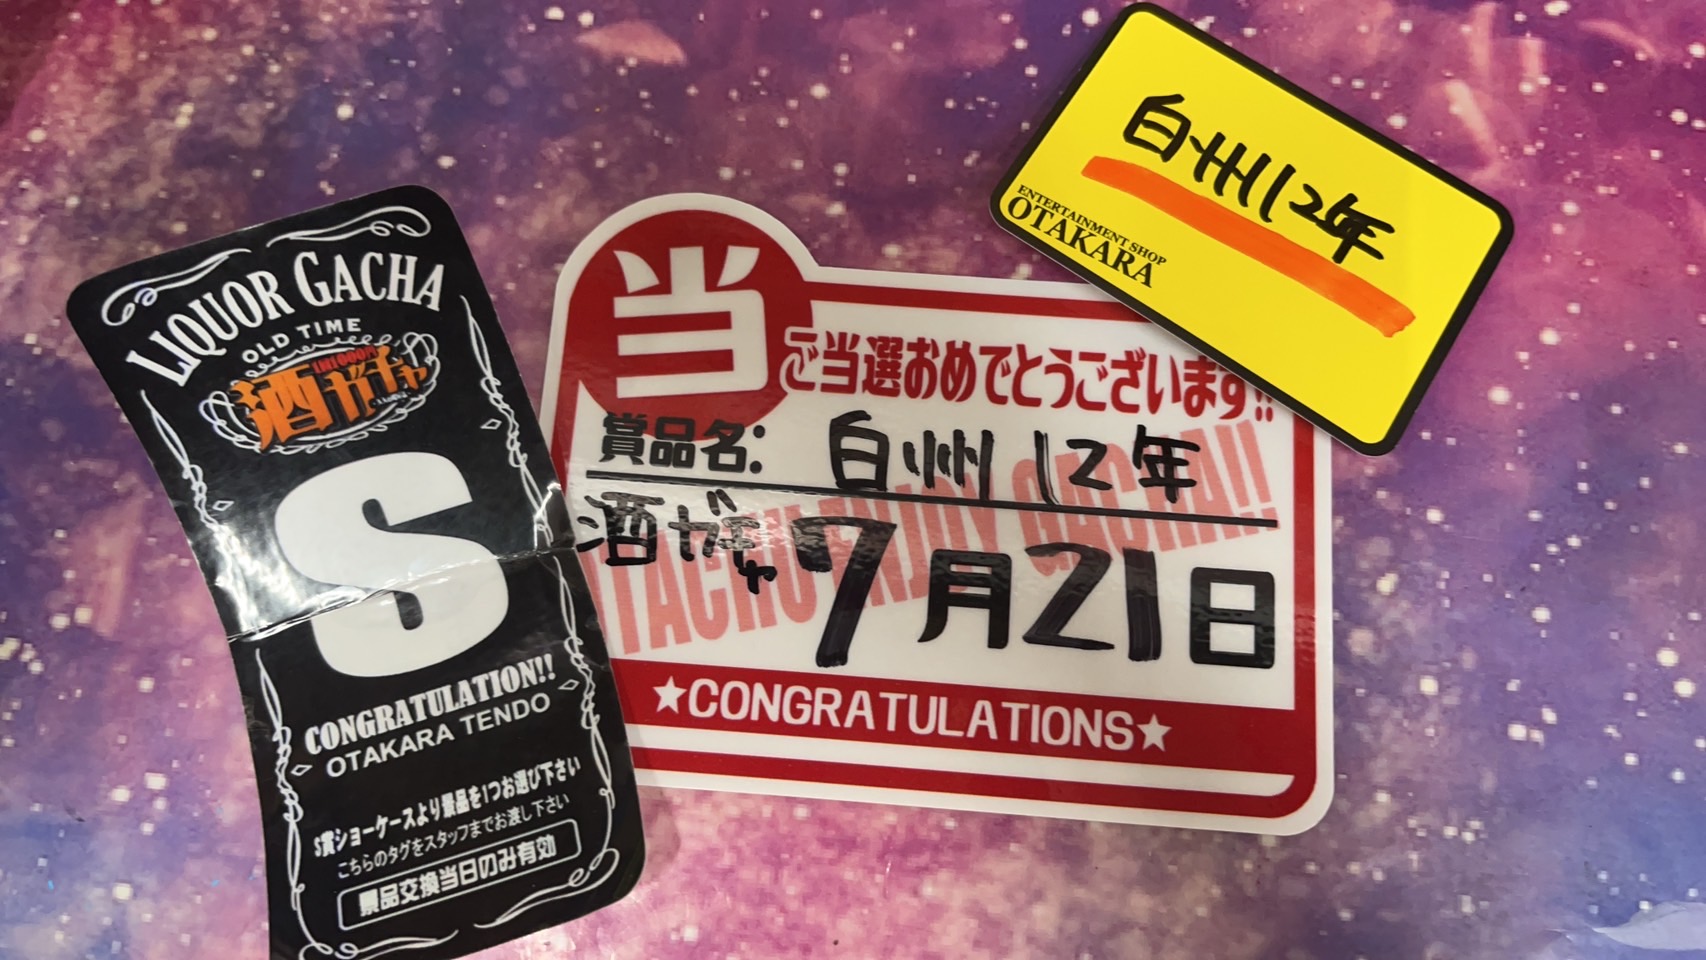 LIQUOR GACHA
OLD TIME
酒ガチャ
S
CONGRATULATION!!
OTAKARA TENDO
S賞ショーケースより景品を1つお選び下さい
こちらのタグをスタッフまでお渡し下さい
景品交換当日のみ有効
当
ご当選おめでとうございます!!
賞品名: 白州12年
酒ガチャ 7月21日
ENJOY GACHA!!
★CONGRATULATIONS★
白州12年
ENTERTAINMENT SHOP
OTAKARA